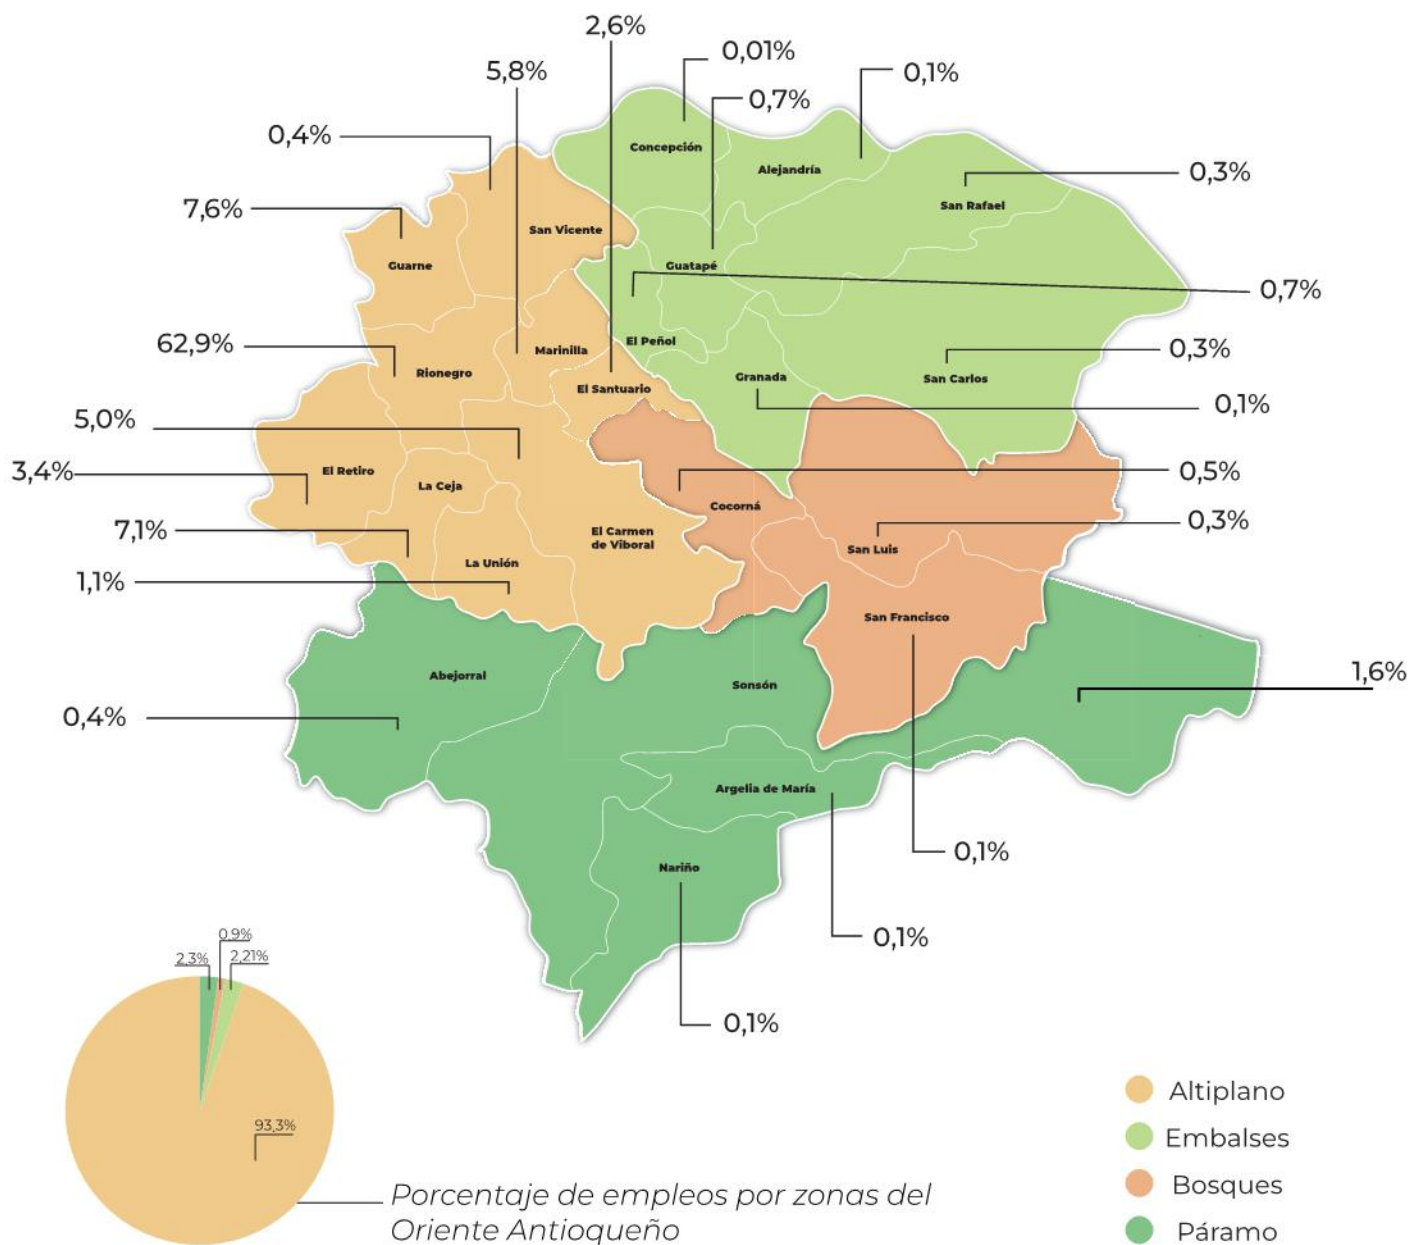 2,6%
0,01%
5,8%
0,1%
0,7%
0,4%
Concepción
Alejandría
0,3%
San Rafael
7,6%
San Vicente
Guarne
Guatapé
0,7%
62,9%
Marinilla
El Peñol
0,3%
Rionegro
El Santuario
Granada
San Carlos
0,1%
5,0%
3,4%
El Retiro
La Ceja
0,5%
Cocorná
7,1%
El Carmen
de Viboral
0,3%
San Luis
La Unión
1,1%
San Francisco
Abejorral
Sonsón
1,6%
0,4%
Argelia de María
0,1%
Nariño
0,1%
0,1%
0,9%
2,3%
2,21%
93,3%
Porcentaje de empleos por zonas del
Oriente Antioqueño
Altiplano
Embalses
Bosques
Páramo